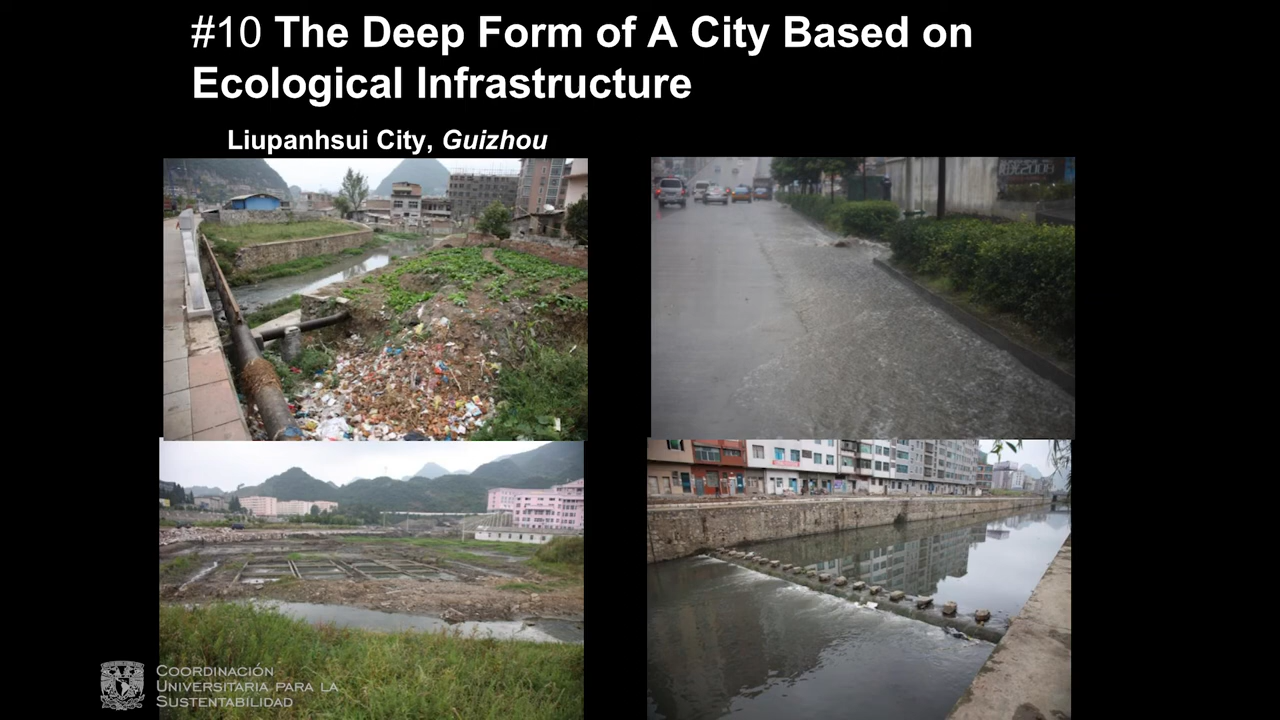 #10 The Deep Form of A City Based on
Ecological Infrastructure
Liupanhsui City, Guizhou
COORDINACIÓN
UNIVERSITARIA PARA LA
SUSTENTABILIDAD